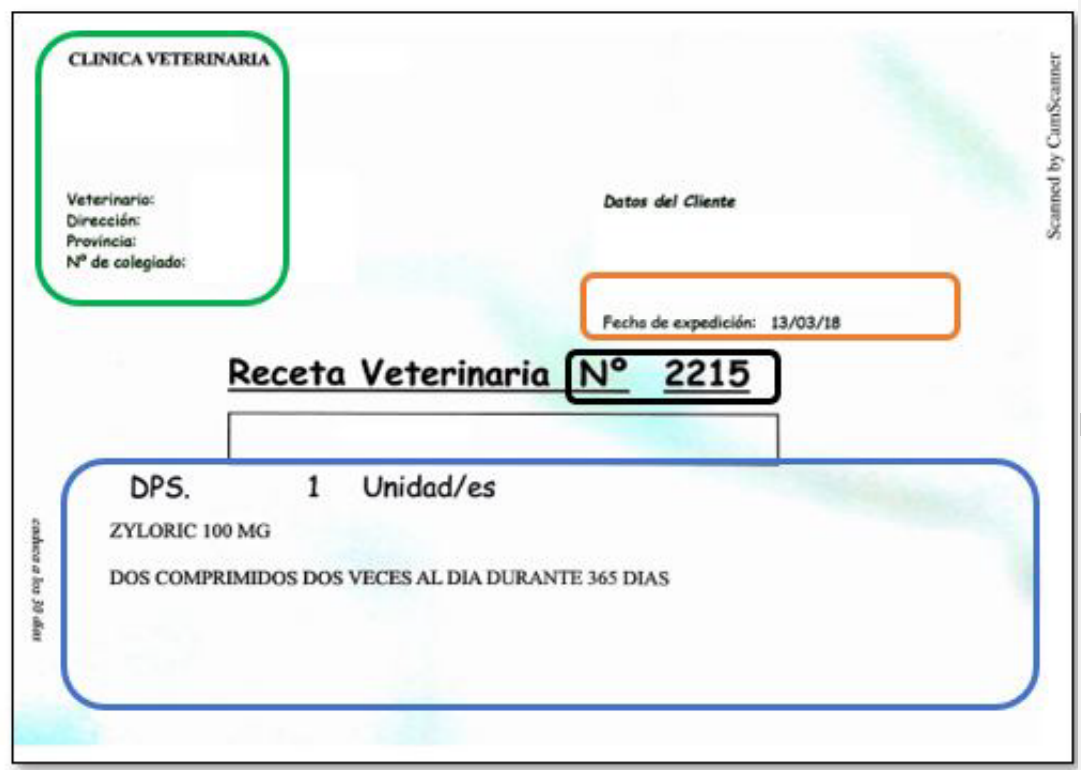 CLINICA VETERINARIA
Veterinario:
Dirección:
Provincia:
Nº de colegiado:
Datos del Cliente
Fecha de expedición: 13/03/18
Receta Veterinaria Nº 2215
DPS. 1 Unidad/es
ZYLORIC 100 MG
DOS COMPRIMIDOS DOS VECES AL DIA DURANTE 365 DIAS
caduca a los 30 días
Scanned by CamScanner